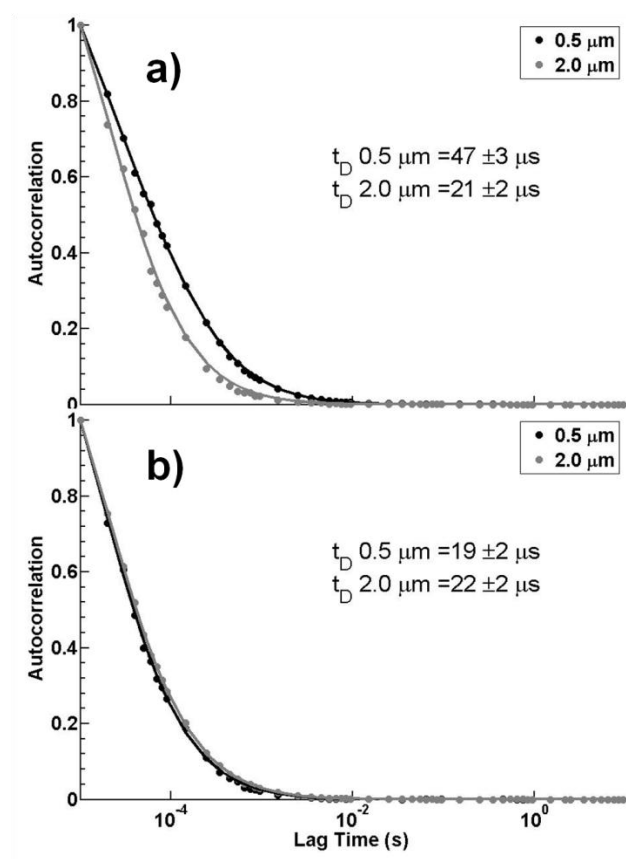 a)
0.5 μm
2.0 μm
t_D 0.5 μm =47 ±3 μs
t_D 2.0 μm =21 ±2 μs
Autocorrelation
1
0.8
0.6
0.4
0.2
0
b)
0.5 μm
2.0 μm
t_D 0.5 μm =19 ±2 μs
t_D 2.0 μm =22 ±2 μs
Autocorrelation
1
0.8
0.6
0.4
0.2
0
10^-4
10^-2
10^0
Lag Time (s)